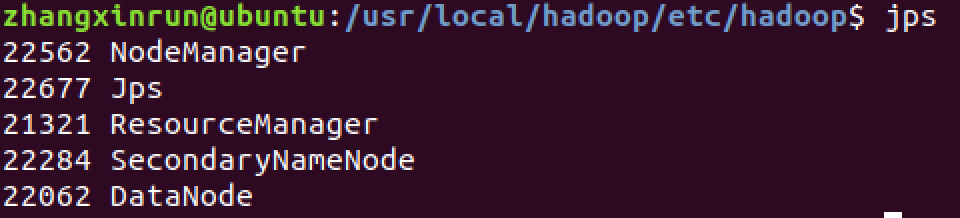 zhangxinrun@ubuntu:/usr/local/hadoop/etc/hadoop$ jps
22562 NodeManager
22677 Jps
21321 ResourceManager
22284 SecondaryNameNode
22062 DataNode